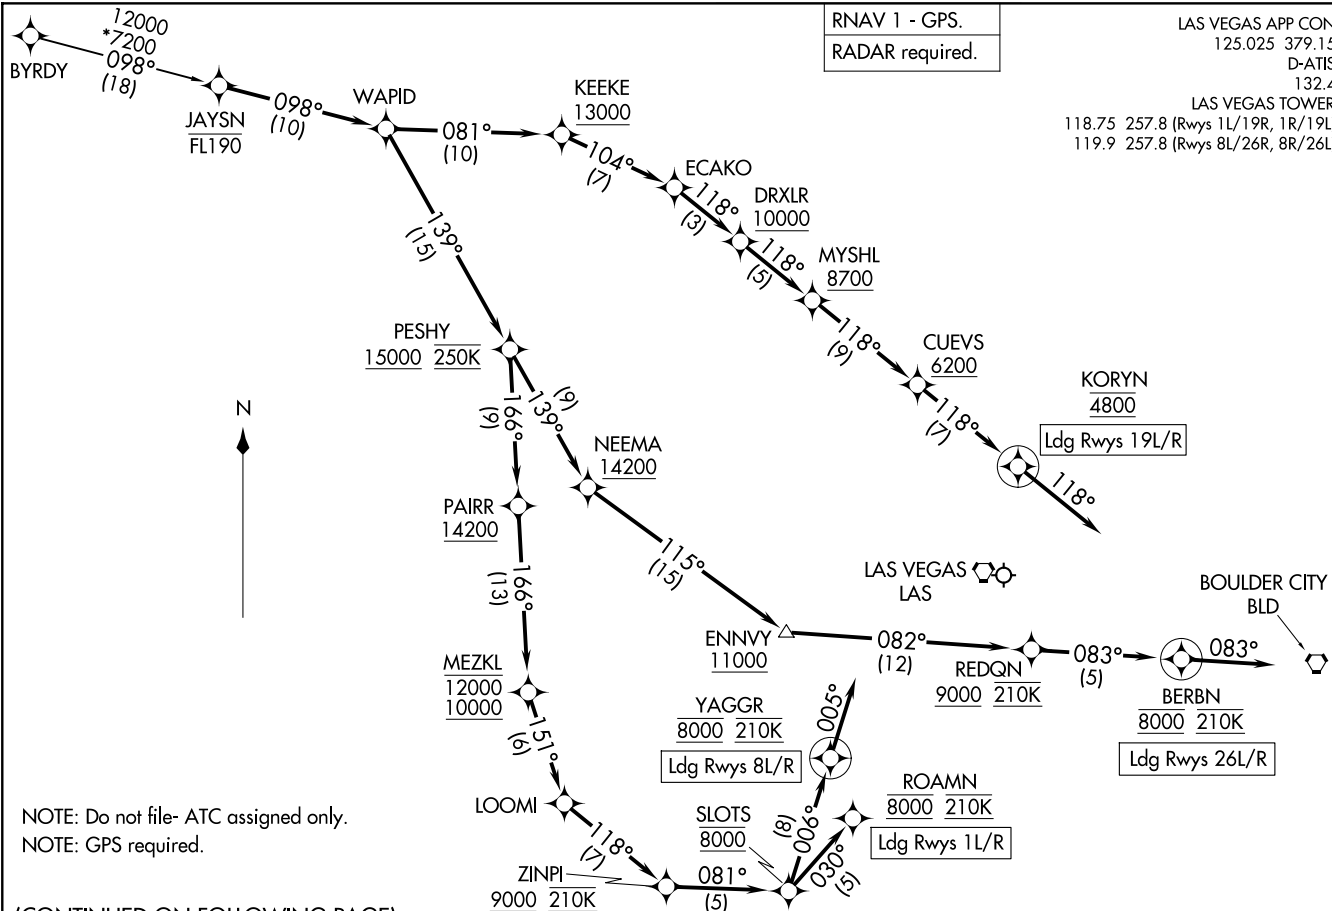 RNAV 1 - GPS.
RADAR required.
LAS VEGAS APP CON
125.025 379.15
D-ATIS
132.4
LAS VEGAS TOWER
118.75 257.8 (Rwys 1L/19R, 1R/19L
119.9 257.8 (Rwys 8L/26R, 8R/26L
12000
*7200
098°
(18)
BYRDY
JAYSN
FL190
098°
(10)
WAPID
081°
(10)
KEEKE
13000
104°
(7)
ECAKO
118°
(3)
DRXLR
10000
118°
(5)
MYSHL
8700
118°
(9)
CUEVS
6200
118°
(7)
KORYN
4800
Ldg Rwys 19L/R
118°
139°
(15)
PESHY
15000 250K
166°
(9)
139°
(9)
N
NEEMA
14200
PAIRR
14200
115°
(15)
166°
(13)
LAS VEGAS
LAS
BOULDER CITY
BLD
ENNVY
11000
082°
(12)
REDQN
9000 210K
083°
(5)
083°
BERBN
8000 210K
Ldg Rwys 26L/R
MEZKL
12000
10000
151°
(6)
YAGGR
8000 210K
Ldg Rwys 8L/R
005°
LOOMI
118°
(7)
SLOTS
8000
006°
(8)
ROAMN
8000 210K
Ldg Rwys 1L/R
030°
(5)
ZINPI
9000 210K
081°
(5)
NOTE: Do not file- ATC assigned only.
NOTE: GPS required.
(CONTINUED ON FOLLOWING PAGE)